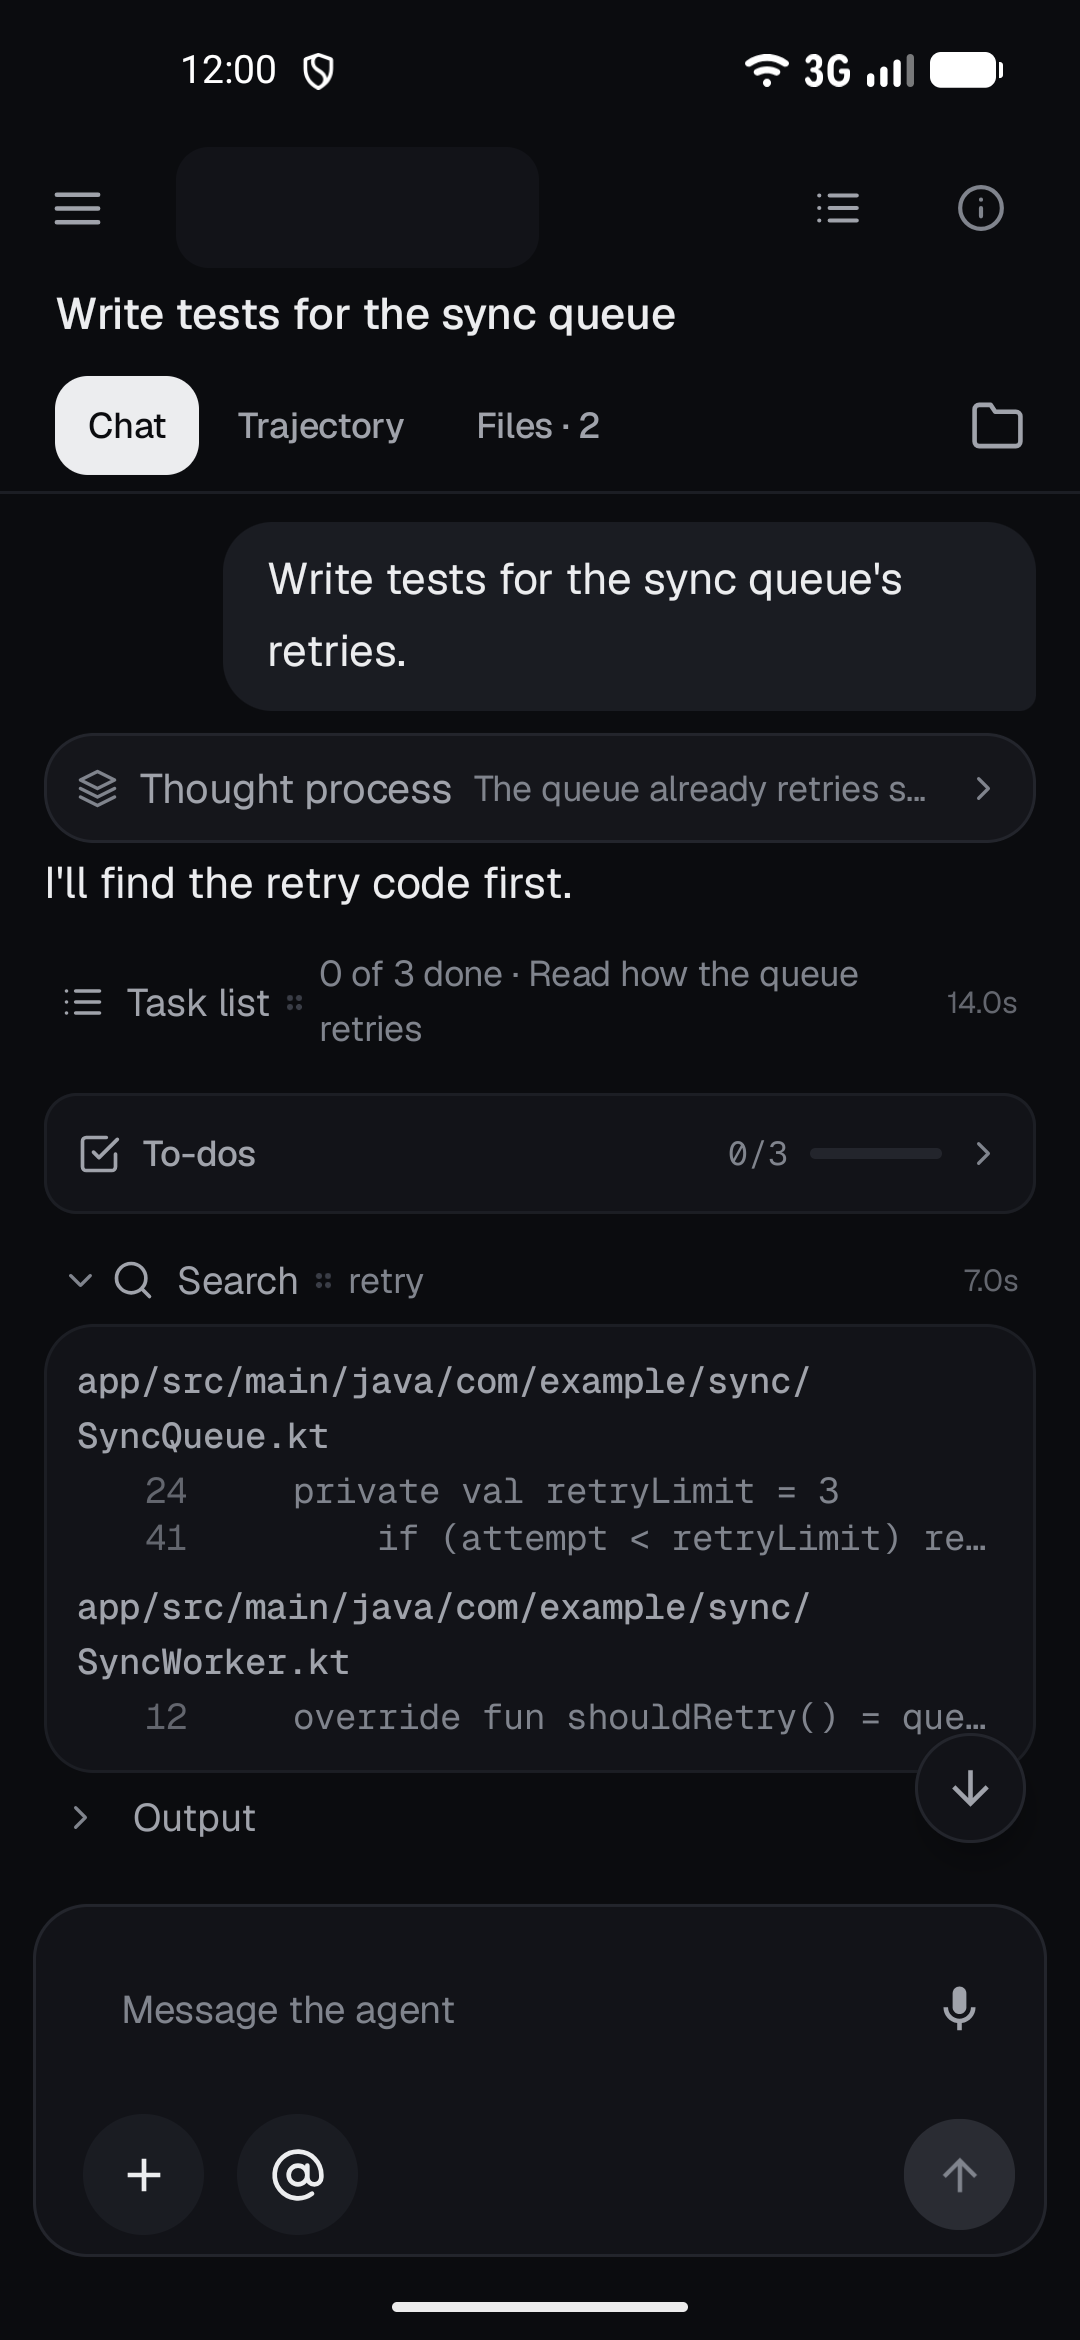 12:00
3G
Write tests for the sync queue
Chat
Trajectory
Files · 2
Write tests for the sync queue's
retries.
Thought process The queue already retries s…
I'll find the retry code first.
Task list
0 of 3 done · Read how the queue
retries
14.0s
To-dos
0/3
Search retry
7.0s
app/src/main/java/com/example/sync/
SyncQueue.kt
24 private val retryLimit = 3
41 if (attempt < retryLimit) re…
app/src/main/java/com/example/sync/
SyncWorker.kt
12 override fun shouldRetry() = que…
Output
Message the agent